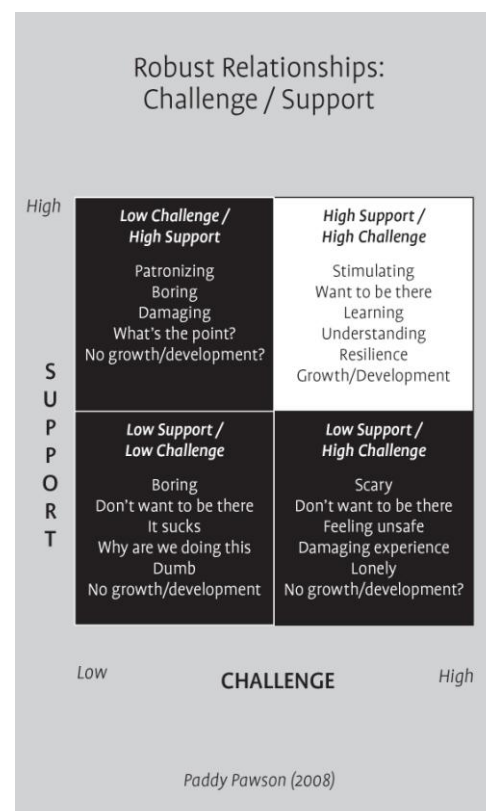 Robust Relationships:
Challenge / Support
High
Low Challenge /
High Support
Patronizing
Boring
Damaging
What's the point?
No growth/development?
High Support /
High Challenge
Stimulating
Want to be there
Learning
Understanding
Resilience
Growth/Development
SUPPORT
Low Support /
Low Challenge
Boring
Don't want to be there
It sucks
Why are we doing this
Dumb
No growth/development
Low Support /
High Challenge
Scary
Don't want to be there
Feeling unsafe
Damaging experience
Lonely
No growth/development?
Low
CHALLENGE
High
Paddy Pawson (2008)